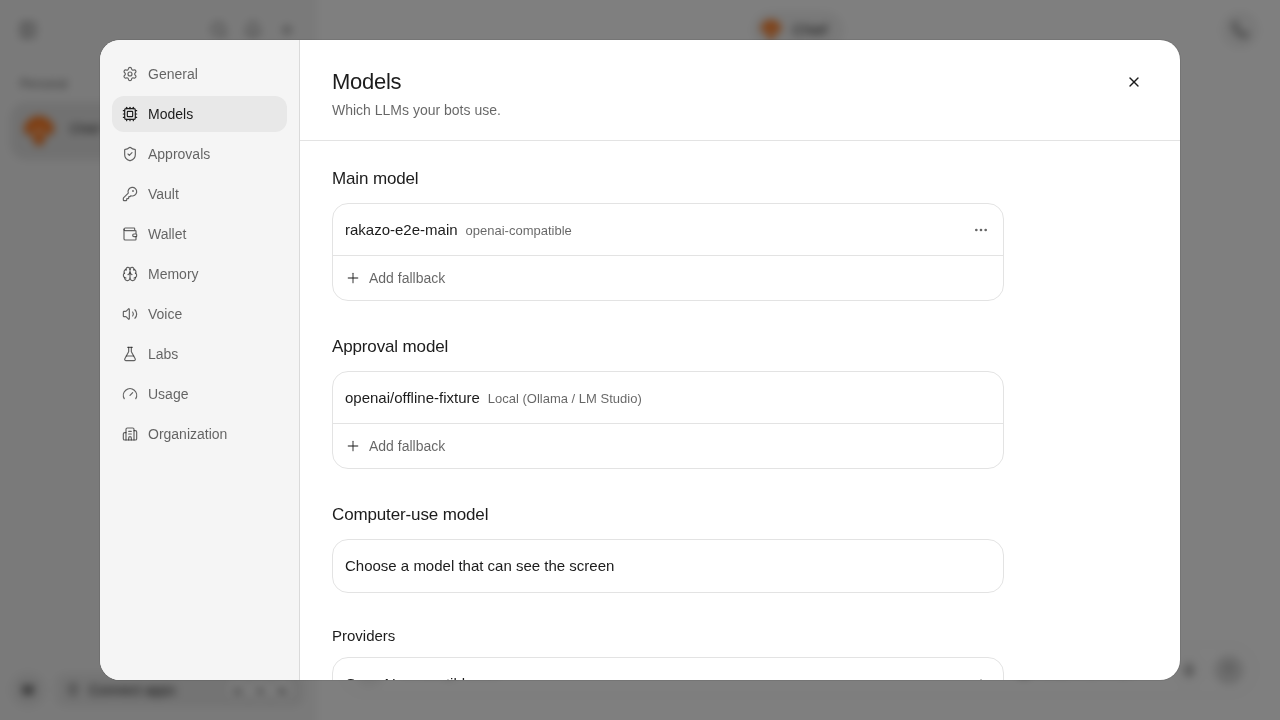 General
Models
Approvals
Vault
Wallet
Memory
Voice
Labs
Usage
Organization
Models
Which LLMs your bots use.
Main model
rakazo-e2e-main openai-compatible
Add fallback
Approval model
openai/offline-fixture Local (Ollama / LM Studio)
Add fallback
Computer-use model
Choose a model that can see the screen
Providers